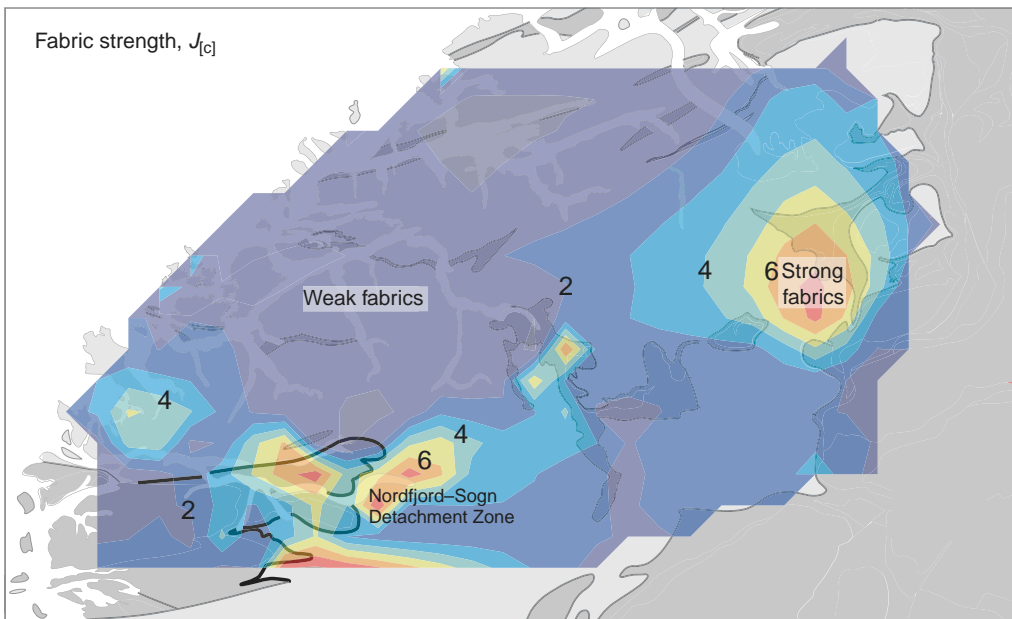 Fabric strength, J[c]
2
4
6
Strong
fabrics
Weak fabrics
4
4
6
2
Nordfjord–Sogn
Detachment Zone